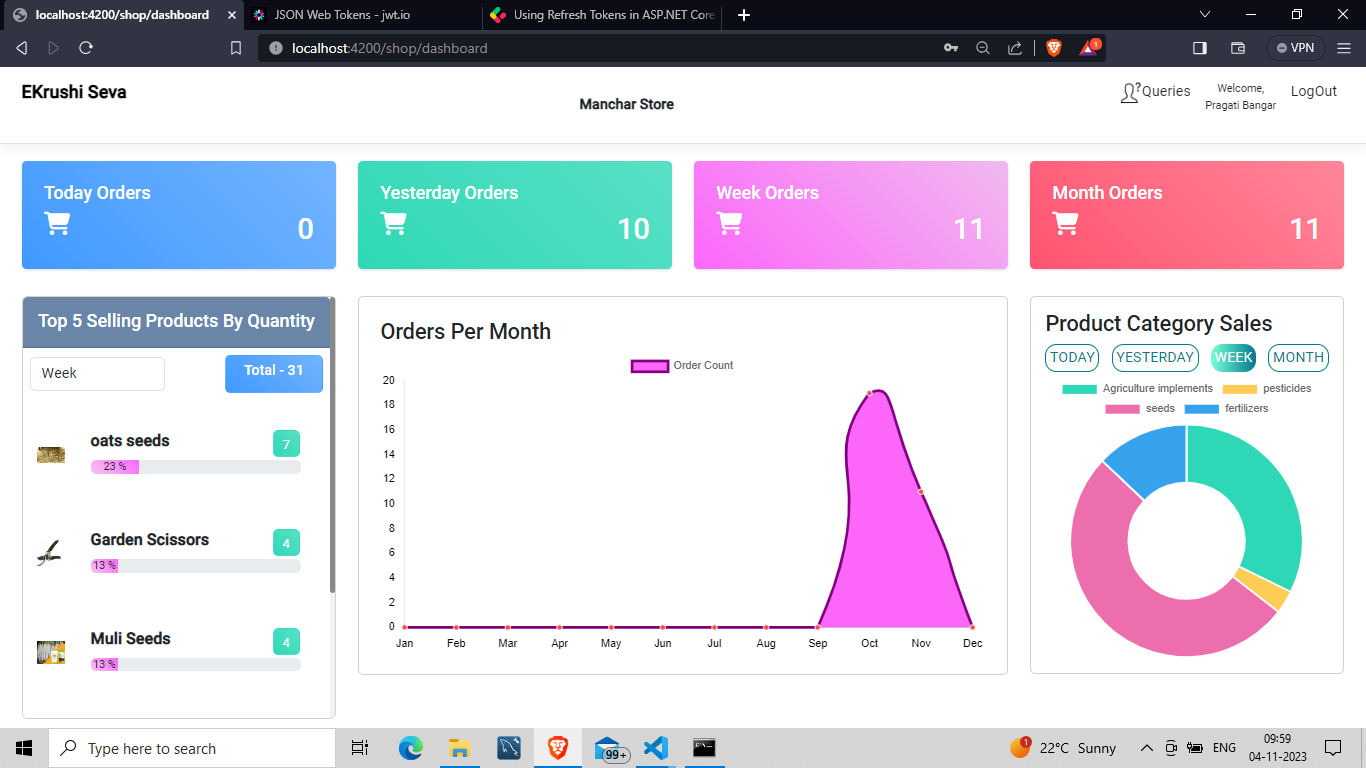 localhost:4200/shop/dashboard
JSON Web Tokens - jwt.io
Using Refresh Tokens in ASP.NET Core
localhost:4200/shop/dashboard
1
VPN
EKrushi Seva
Manchar Store
?Queries
Welcome,
Pragati Bangar
LogOut
Today Orders
0
Yesterday Orders
10
Week Orders
11
Month Orders
11
Top 5 Selling Products By Quantity
Week
Total - 31
oats seeds
7
23 %
Garden Scissors
4
13 %
Muli Seeds
4
13 %
Orders Per Month
Order Count
20
18
16
14
12
10
8
6
4
2
0
Jan Feb Mar Apr May Jun Jul Aug Sep Oct Nov Dec
Product Category Sales
TODAY YESTERDAY WEEK MONTH
Agriculture implements pesticides
seeds fertilizers
Type here to search
99+
1
22°C Sunny
ENG
09:59
04-11-2023